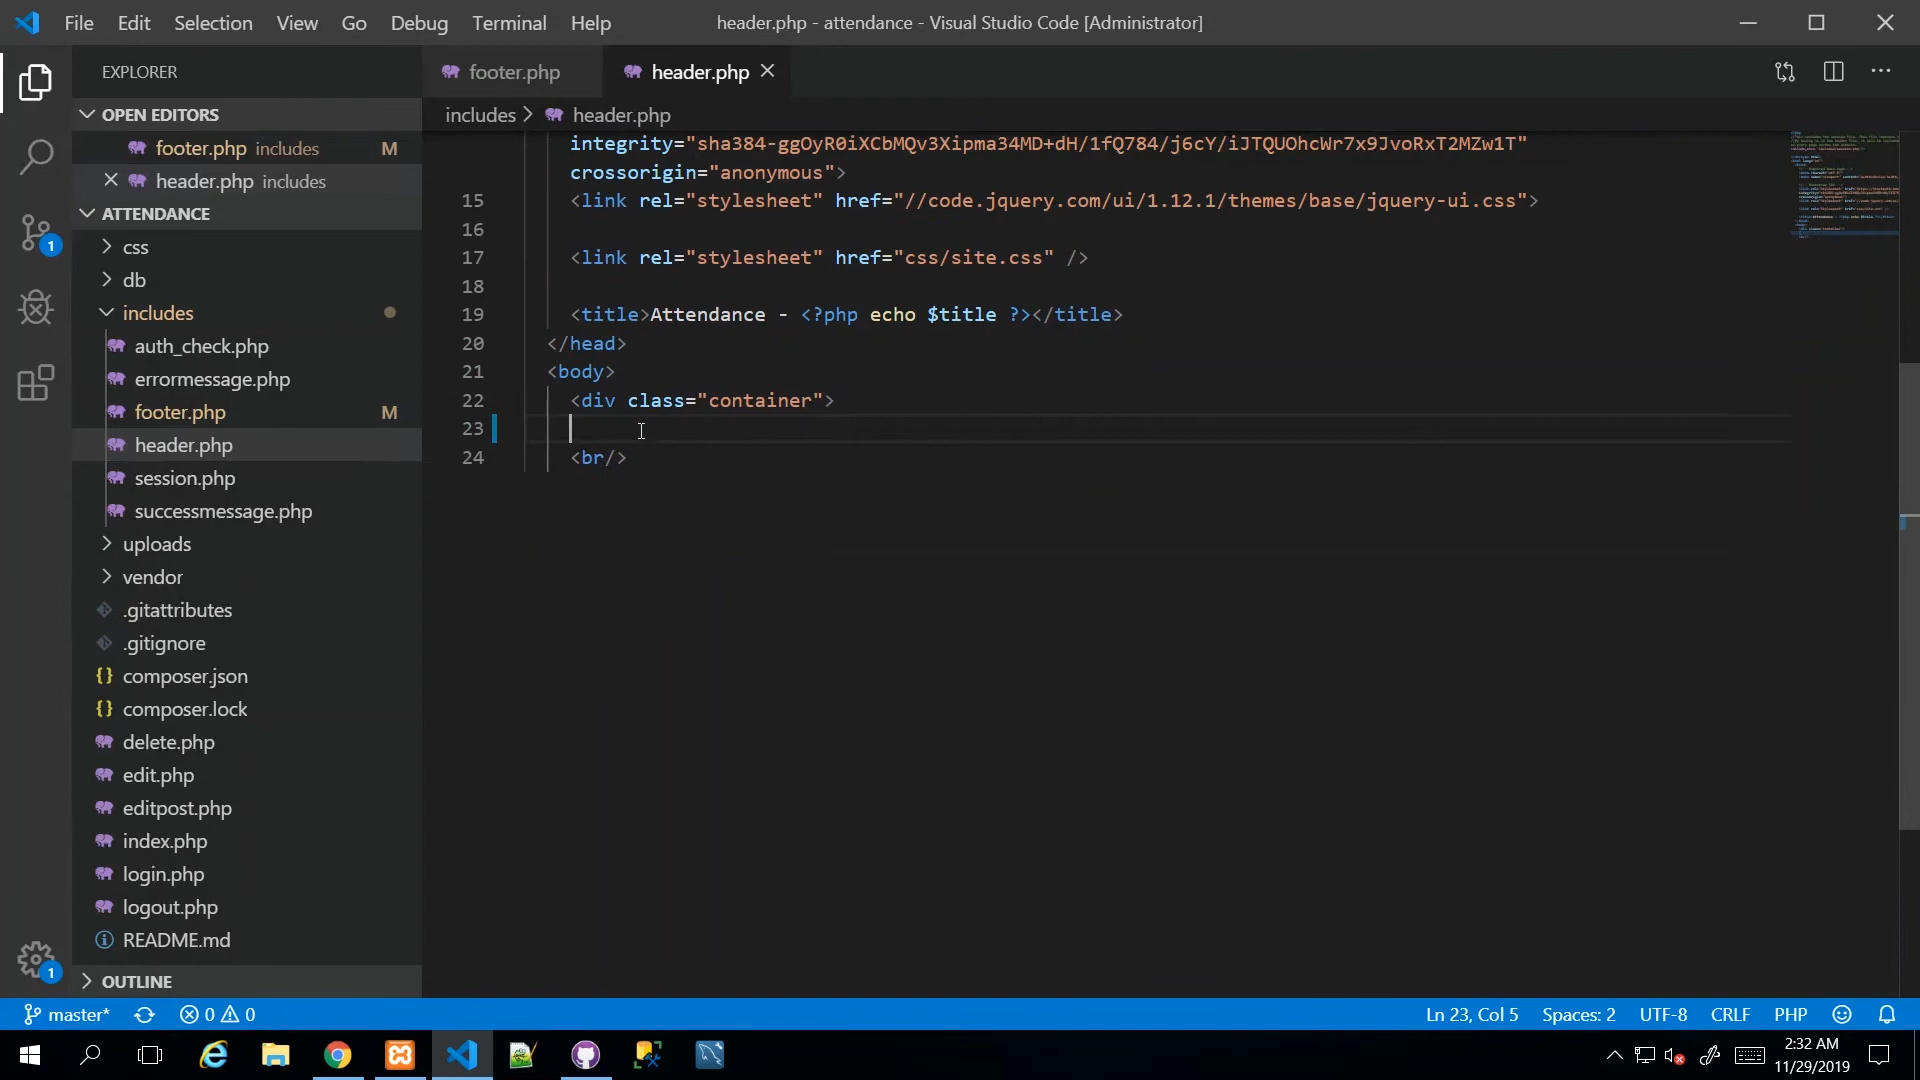 File Edit Selection View Go Debug Terminal Help
header.php - attendance - Visual Studio Code [Administrator]
EXPLORER
OPEN EDITORS
footer.php includes M
header.php includes
ATTENDANCE
css
db
includes
auth_check.php
errormessage.php
footer.php M
header.php
session.php
successmessage.php
uploads
vendor
.gitattributes
.gitignore
composer.json
composer.lock
delete.php
edit.php
editpost.php
index.php
login.php
logout.php
README.md
OUTLINE
1
1
footer.php
header.php
includes > header.php
integrity="sha384-ggOyR0iXCbMQv3Xipma34MD+dH/1fQ784/j6cY/iJTQUOhcWr7x9JvoRxT2MZw1T"
crossorigin="anonymous">
15 <link rel="stylesheet" href="//code.jquery.com/ui/1.12.1/themes/base/jquery-ui.css">
16
17 <link rel="stylesheet" href="css/site.css" />
18
19 <title>Attendance - <?php echo $title ?></title>
20 </head>
21 <body>
22 <div class="container">
23
24 <br/>
master* 0 0
Ln 23, Col 5 Spaces: 2 UTF-8 CRLF PHP
2:32 AM
11/29/2019